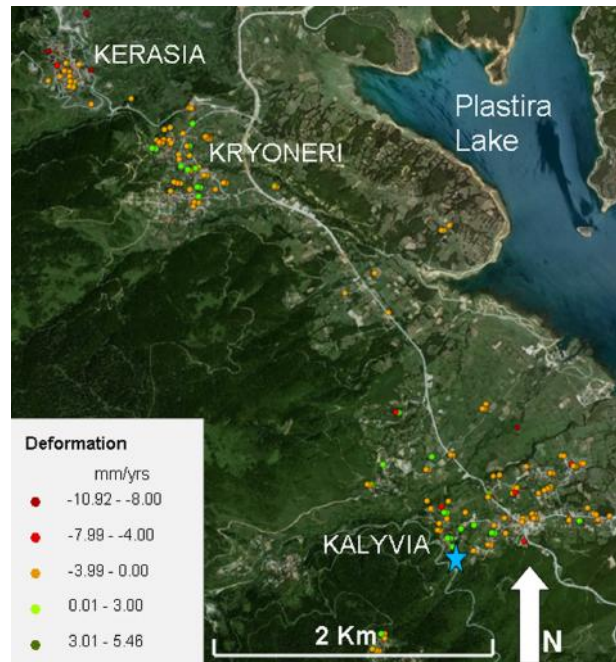 KERASIA
Plastira
Lake
KRYONERI
Deformation
mm/yrs
-10.92 - -8.00
-7.99 - -4.00
-3.99 - 0.00
0.01 - 3.00
3.01 - 5.46
KALYVIA
2 Km
N